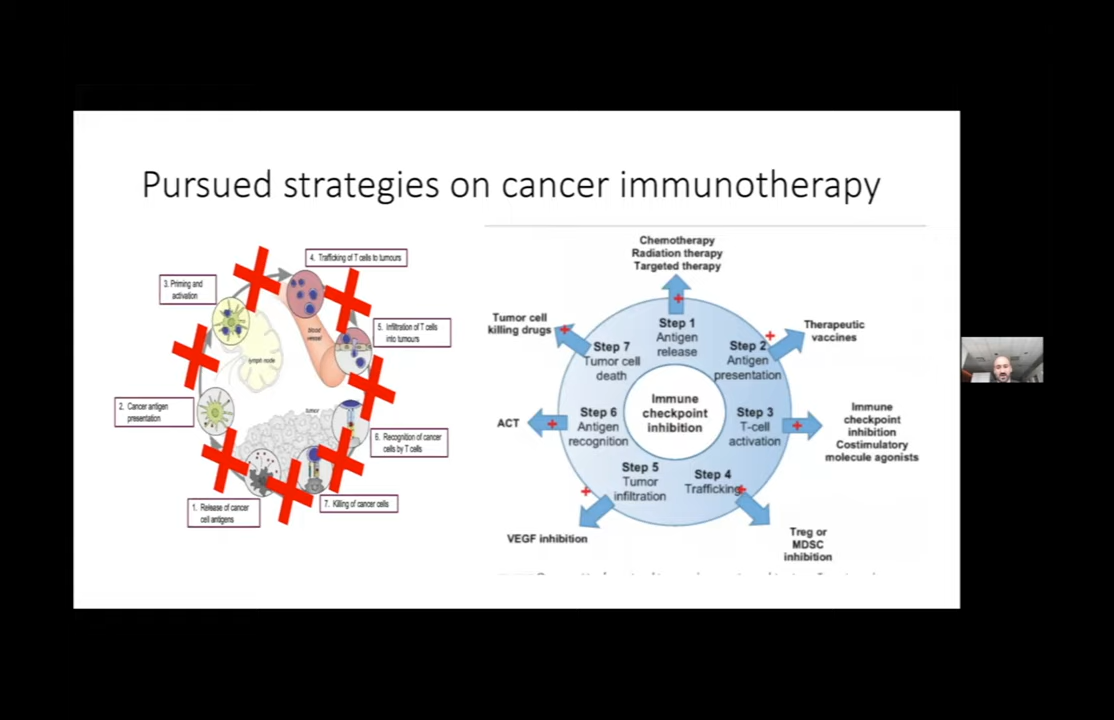 Pursued strategies on cancer immunotherapy
4. Trafficking of T cells to tumours
3. Priming and
activation
blood
vessel
5. Infiltration of T cells
into tumours
lymph node
2. Cancer antigen
presentation
tumor
6. Recognition of cancer
cells by T cells
1. Release of cancer
cell antigens
7. Killing of cancer cells
Chemotherapy
Radiation therapy
Targeted therapy
Tumor cell
killing drugs
Therapeutic
vaccines
Step 1
Antigen
release
Step 7
Tumor cell
death
Step 2
Antigen
presentation
Immune
checkpoint
inhibition
ACT
Step 6
Antigen
recognition
Step 3
T-cell
activation
Immune
checkpoint
inhibition
Costimulatory
molecule agonists
Step 5
Tumor
infiltration
Step 4
Trafficking
VEGF inhibition
Treg or
MDSC
inhibition